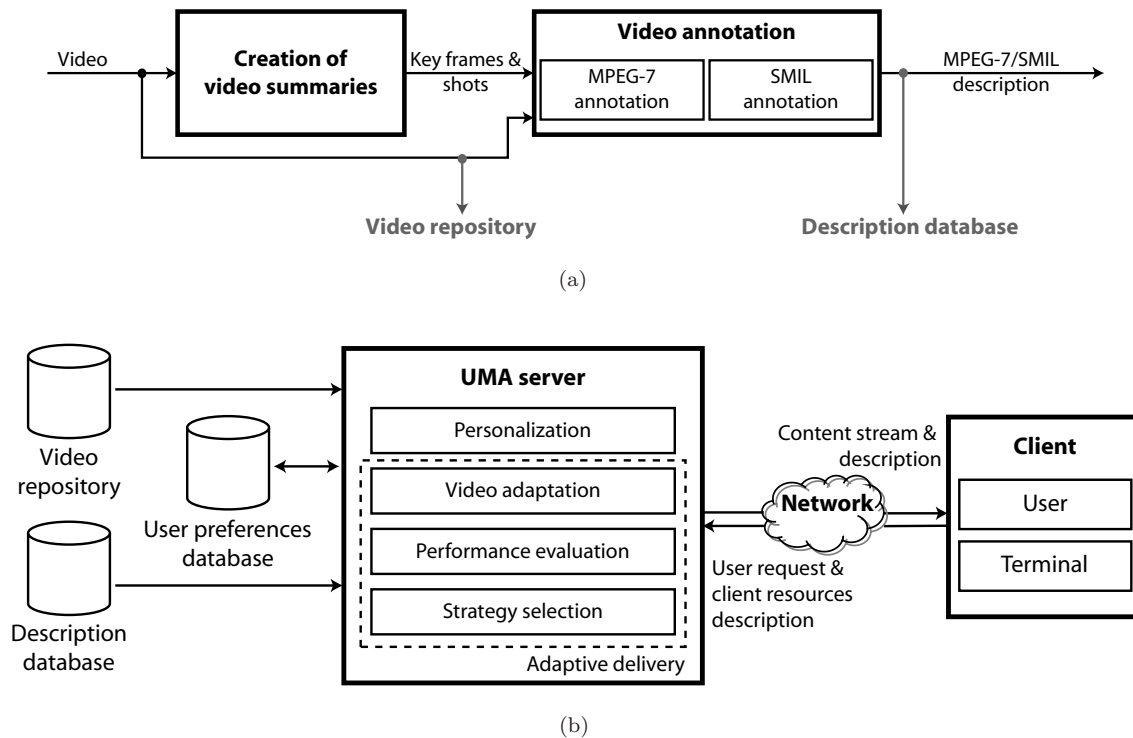 Video
Creation of
video summaries
Key frames &
shots
Video annotation
MPEG-7
annotation
SMIL
annotation
MPEG-7/SMIL
description
Video repository
Description database
(a)
Video
repository
User preferences
database
Description
database
UMA server
Personalization
Video adaptation
Performance evaluation
Strategy selection
Adaptive delivery
Content stream &
description
Network
User request &
client resources
description
Client
User
Terminal
(b)